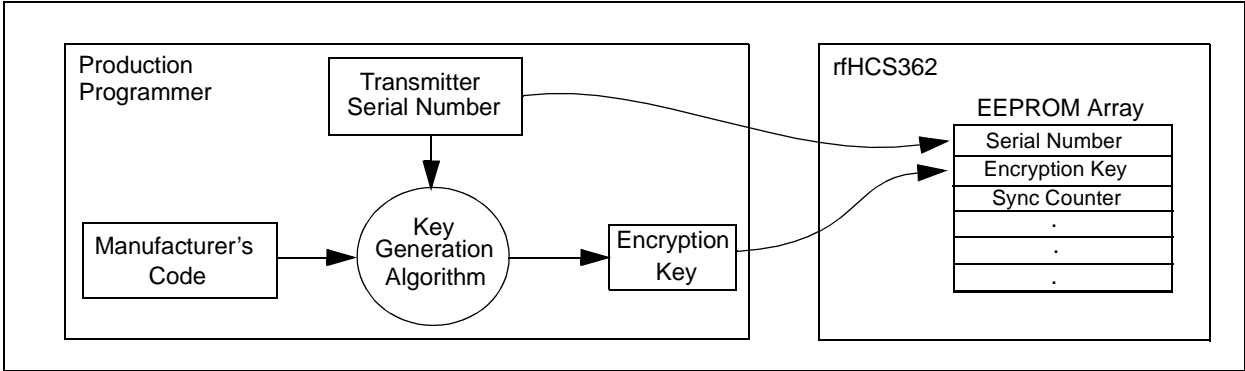 Production
Programmer
Transmitter
Serial Number
Manufacturer's
Code
Key
Generation
Algorithm
Encryption
Key
rfHCS362
EEPROM Array
Serial Number
Encryption Key
Sync Counter
.
.
.